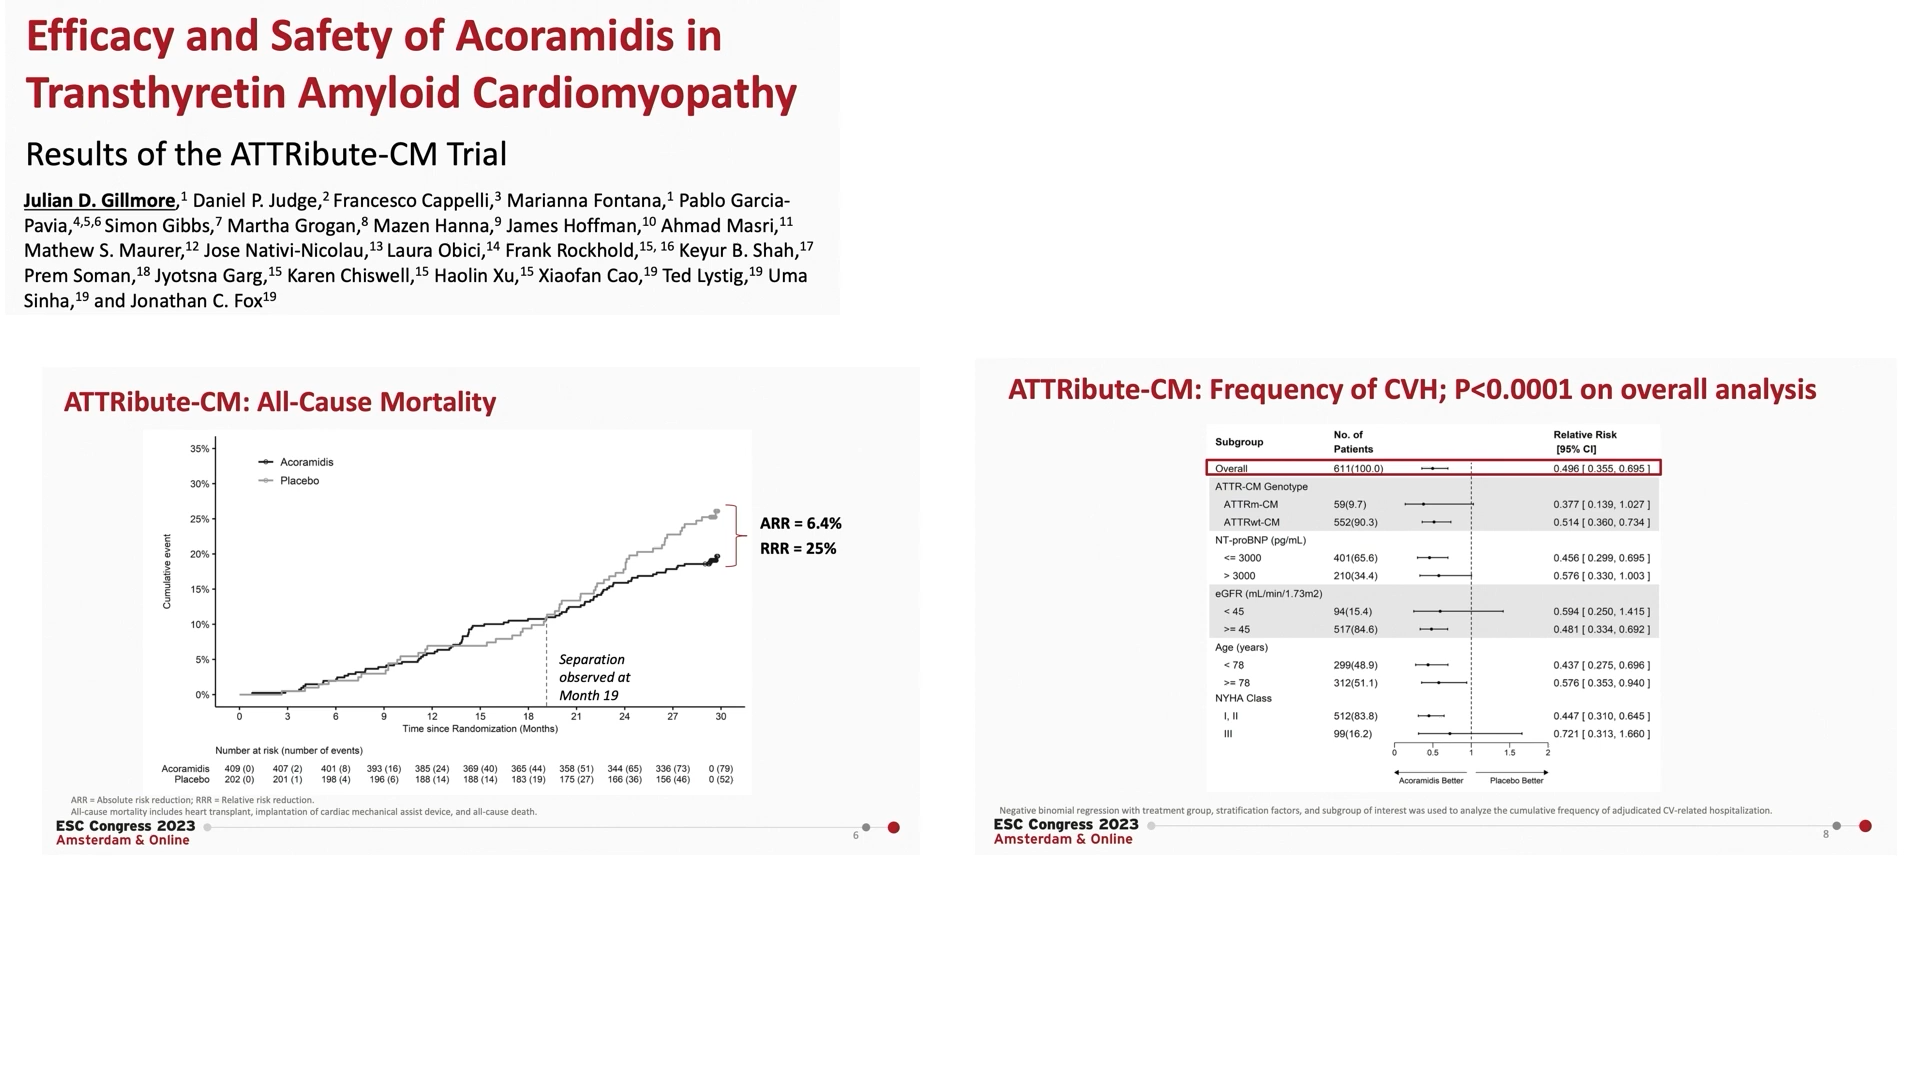 Efficacy and Safety of Acoramidis in
Transthyretin Amyloid Cardiomyopathy
Results of the ATTRibute-CM Trial
Julian D. Gillmore,1 Daniel P. Judge,2 Francesco Cappelli,3 Marianna Fontana,1 Pablo Garcia-
Pavia,4,5,6 Simon Gibbs,7 Martha Grogan,8 Mazen Hanna,9 James Hoffman,10 Ahmad Masri,11
Mathew S. Maurer,12 Jose Nativi-Nicolau,13 Laura Obici,14 Frank Rockhold,15, 16 Keyur B. Shah,17
Prem Soman,18 Jyotsna Garg,15 Karen Chiswell,15 Haolin Xu,15 Xiaofan Cao,19 Ted Lystig,19 Uma
Sinha,19 and Jonathan C. Fox19
ATTRibute-CM: All-Cause Mortality
35%
30%
25%
20%
15%
10%
5%
0%
Cumulative event
Acoramidis
Placebo
ARR = 6.4%
RRR = 25%
Separation
observed at
Month 19
0 3 6 9 12 15 18 21 24 27 30
Time since Randomization (Months)
Number at risk (number of events)
Acoramidis 409 (0) 407 (2) 401 (8) 393 (16) 385 (24) 369 (40) 365 (44) 358 (51) 344 (65) 336 (73) 0 (79)
Placebo 202 (0) 201 (1) 198 (4) 196 (6) 188 (14) 188 (14) 183 (19) 175 (27) 166 (36) 156 (46) 0 (52)
ARR = Absolute risk reduction; RRR = Relative risk reduction.
All-cause mortality includes heart transplant, implantation of cardiac mechanical assist device, and all-cause death.
ESC Congress 2023
Amsterdam & Online
6
ATTRibute-CM: Frequency of CVH; P<0.0001 on overall analysis
Subgroup No. of Patients Relative Risk [95% CI]
Overall 611(100.0) 0.496 [ 0.355, 0.695 ]
ATTR-CM Genotype
ATTRm-CM 59(9.7) 0.377 [ 0.139, 1.027 ]
ATTRwt-CM 552(90.3) 0.514 [ 0.360, 0.734 ]
NT-proBNP (pg/mL)
<= 3000 401(65.6) 0.456 [ 0.299, 0.695 ]
> 3000 210(34.4) 0.576 [ 0.330, 1.003 ]
eGFR (mL/min/1.73m2)
< 45 94(15.4) 0.594 [ 0.250, 1.415 ]
>= 45 517(84.6) 0.481 [ 0.334, 0.692 ]
Age (years)
< 78 299(48.9) 0.437 [ 0.275, 0.696 ]
>= 78 312(51.1) 0.576 [ 0.353, 0.940 ]
NYHA Class
I, II 512(83.8) 0.447 [ 0.310, 0.645 ]
III 99(16.2) 0.721 [ 0.313, 1.660 ]
0 0.5 1 1.5 2
Acoramidis Better Placebo Better
Negative binomial regression with treatment group, stratification factors, and subgroup of interest was used to analyze the cumulative frequency of adjudicated CV-related hospitalization.
ESC Congress 2023
Amsterdam & Online
8